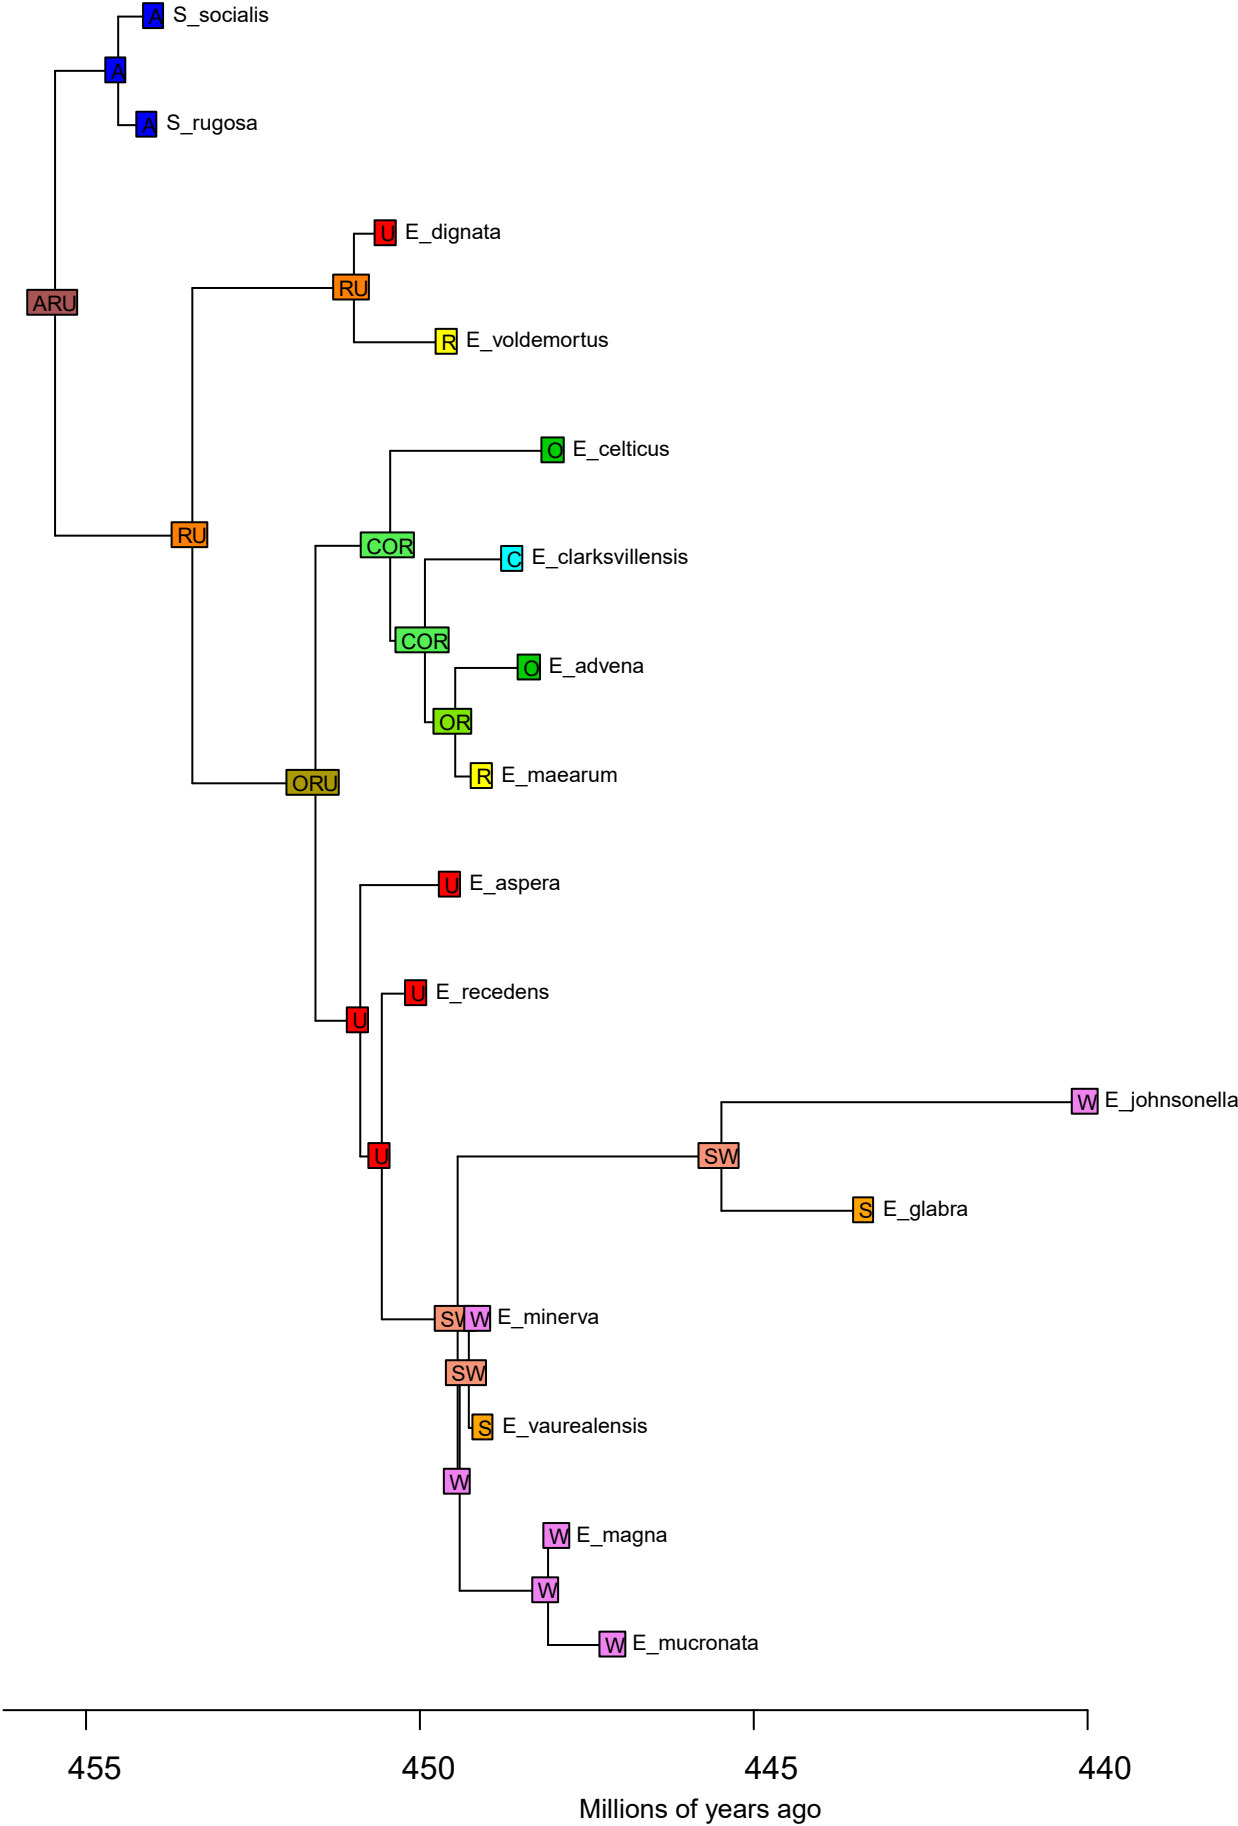 A S_socialis
A
A S_rugosa
U E_dignata
RU
ARU
R E_voldemortus
O E_celticus
RU
COR
C E_clarksvillensis
COR
O E_advena
OR
R E_maearum
ORU
U E_aspera
U E_recedens
U
W E_johnsonella
U
SW
S E_glabra
SW W E_minerva
SW
S E_vaurealensis
W
W E_magna
W
W E_mucronata
455 450 445 440
Millions of years ago